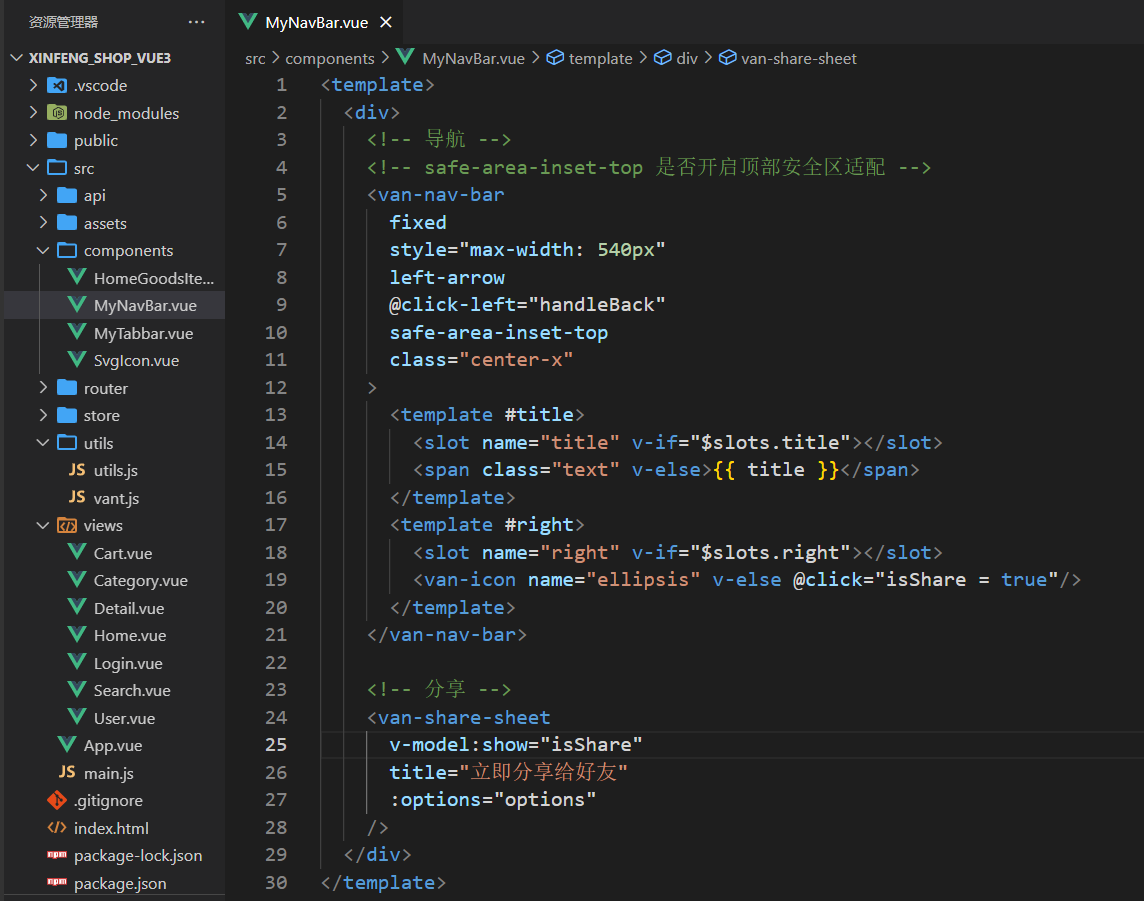 资源管理器 ···
XINFENG_SHOP_VUE3
.vscode
node_modules
public
src
api
assets
components
HomeGoodsIte...
MyNavBar.vue
MyTabbar.vue
SvgIcon.vue
router
store
utils
JS utils.js
JS vant.js
views
Cart.vue
Category.vue
Detail.vue
Home.vue
Login.vue
Search.vue
User.vue
App.vue
JS main.js
.gitignore
index.html
npm package-lock.json
npm package.json
MyNavBar.vue
src > components > MyNavBar.vue > template > div > van-share-sheet
1 <template>
2 <div>
3 <!-- 导航 -->
4 <!-- safe-area-inset-top 是否开启顶部安全区适配 -->
5 <van-nav-bar
6 fixed
7 style="max-width: 540px"
8 left-arrow
9 @click-left="handleBack"
10 safe-area-inset-top
11 class="center-x"
12 >
13 <template #title>
14 <slot name="title" v-if="$slots.title"></slot>
15 <span class="text" v-else>{{ title }}</span>
16 </template>
17 <template #right>
18 <slot name="right" v-if="$slots.right"></slot>
19 <van-icon name="ellipsis" v-else @click="isShare = true"/>
20 </template>
21 </van-nav-bar>
22
23 <!-- 分享 -->
24 <van-share-sheet
25 v-model:show="isShare"
26 title="立即分享给好友"
27 :options="options"
28 />
29 </div>
30 </template>